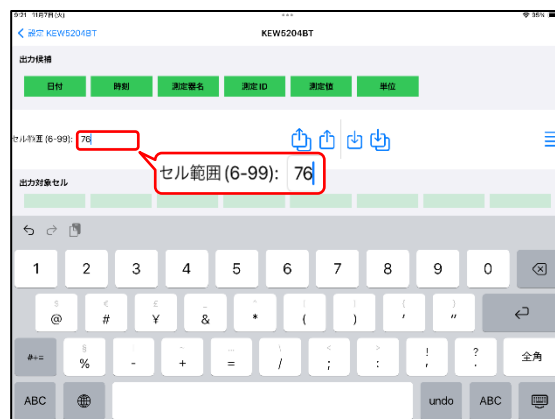 9:21 11月7日(火) ••• 35%
設定 KEW5204BT KEW5204BT
出力候補
日付 時刻 測定器名 測定ID 測定値 単位
セル範囲(6-99): 76
セル範囲(6-99): 76
出力対象セル
1 2 3 4 5 6 7 8 9 0
$ € £ _ ^ [ ] { }
@ # ¥ & * ( ) ' "
§ | ~ … \ < > ! ?
#+= % - + = / ; : , . 全角
ABC undo ABC